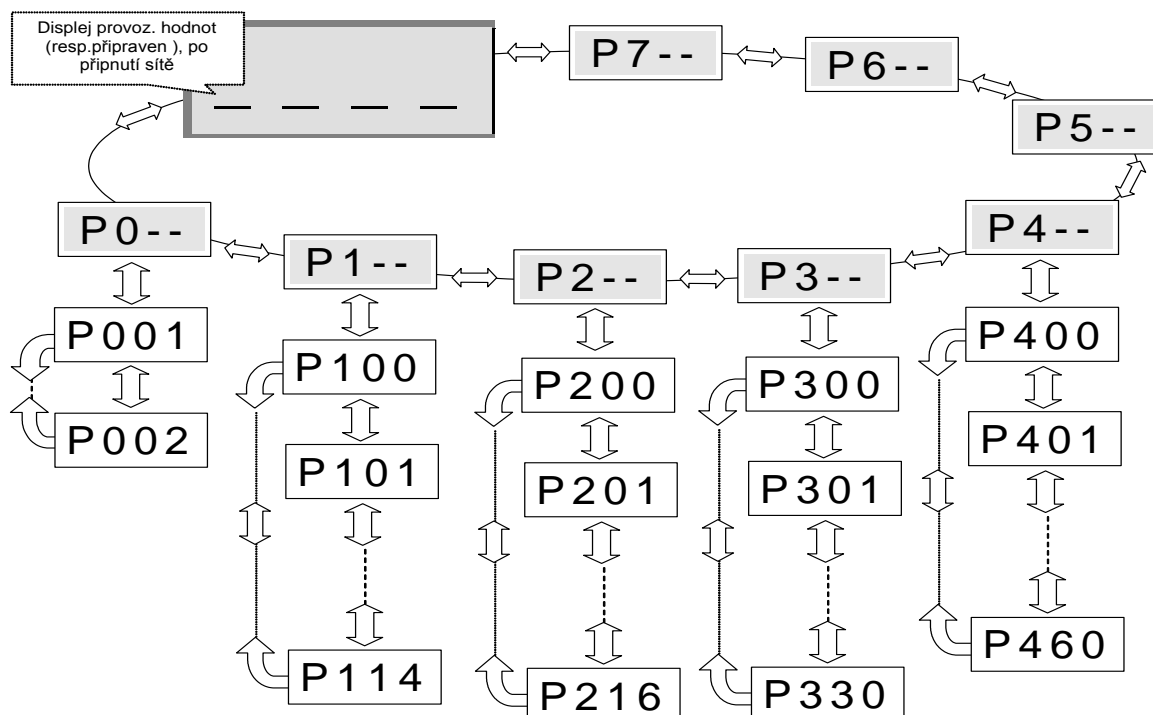 Displej provoz. hodnot
(resp.připraven ), po
připnutí sítě
_ _ _ _
P7--
P6--
P5--
P4--
P0--
P1--
P2--
P3--
P001
P002
P100
P101
P114
P200
P201
P216
P300
P301
P330
P400
P401
P460